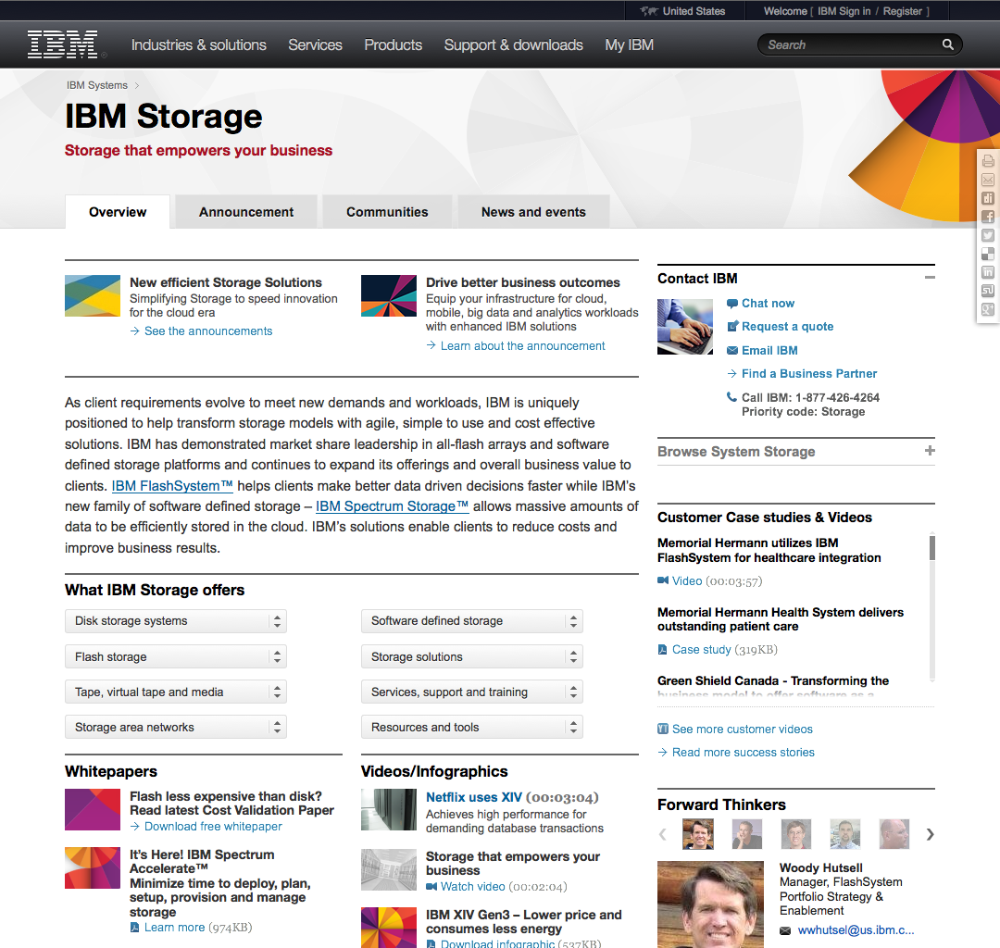 United States
Welcome [ IBM Sign in / Register ]
IBM®
Industries & solutions
Services
Products
Support & downloads
My IBM
Search
IBM Systems
IBM Storage
Storage that empowers your business
Overview
Announcement
Communities
News and events
New efficient Storage Solutions
Simplifying Storage to speed innovation
for the cloud era
See the announcements
Drive better business outcomes
Equip your infrastructure for cloud,
mobile, big data and analytics workloads
with enhanced IBM solutions
Learn about the announcement
As client requirements evolve to meet new demands and workloads, IBM is uniquely
positioned to help transform storage models with agile, simple to use and cost effective
solutions. IBM has demonstrated market share leadership in all-flash arrays and software
defined storage platforms and continues to expand its offerings and overall business value to
clients. IBM FlashSystem™ helps clients make better data driven decisions faster while IBM's
new family of software defined storage – IBM Spectrum Storage™ allows massive amounts of
data to be efficiently stored in the cloud. IBM's solutions enable clients to reduce costs and
improve business results.
What IBM Storage offers
Disk storage systems
Software defined storage
Flash storage
Storage solutions
Tape, virtual tape and media
Services, support and training
Storage area networks
Resources and tools
Whitepapers
Flash less expensive than disk?
Read latest Cost Validation Paper
Download free whitepaper
It's Here! IBM Spectrum
Accelerate™
Minimize time to deploy, plan,
setup, provision and manage
storage
Learn more (974KB)
Videos/Infographics
Netflix uses XIV (00:03:04)
Achieves high performance for
demanding database transactions
Storage that empowers your
business
Watch video (00:02:04)
IBM XIV Gen3 – Lower price and
consumes less energy
Download infographic (537KB)
Contact IBM
Chat now
Request a quote
Email IBM
Find a Business Partner
Call IBM: 1-877-426-4264
Priority code: Storage
Browse System Storage
Customer Case studies & Videos
Memorial Hermann utilizes IBM
FlashSystem for healthcare integration
Video (00:03:57)
Memorial Hermann Health System delivers
outstanding patient care
Case study (319KB)
Green Shield Canada - Transforming the
business model to offer software as a
See more customer videos
Read more success stories
Forward Thinkers
Woody Hutsell
Manager, FlashSystem
Portfolio Strategy &
Enablement
wwhutsel@us.ibm.c...